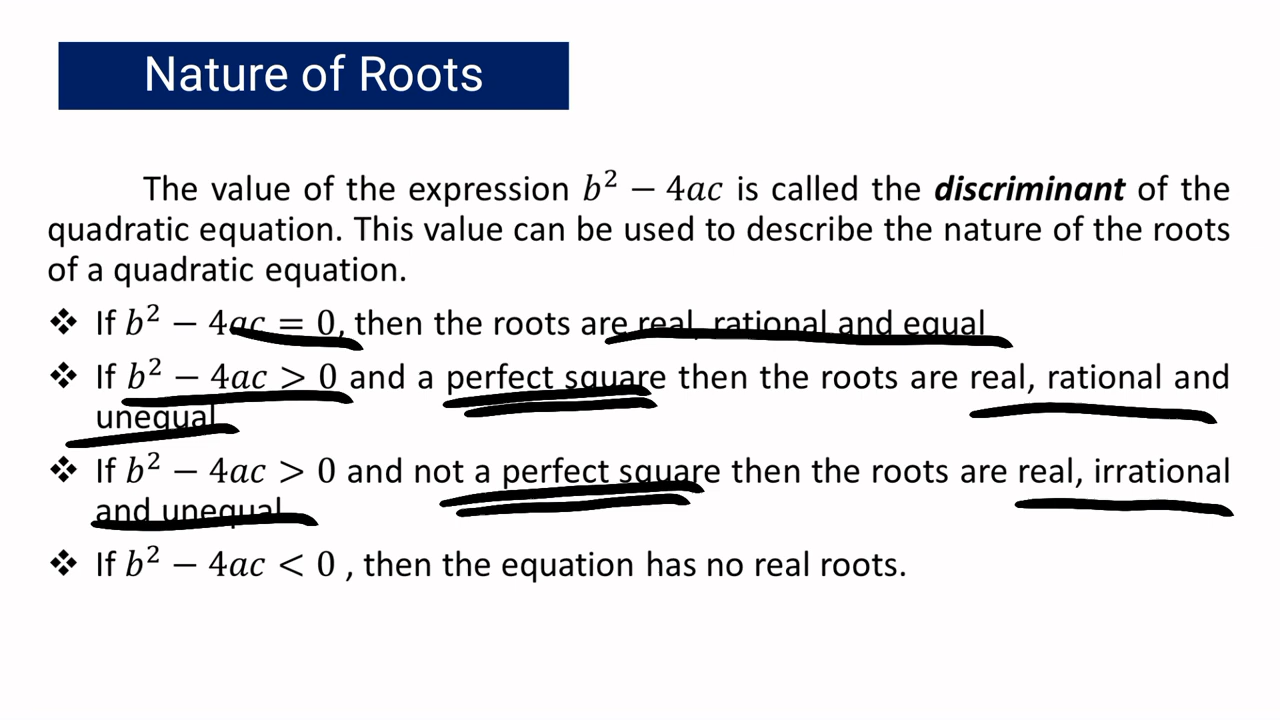 Nature of Roots
The value of the expression b² − 4ac is called the discriminant of the
quadratic equation. This value can be used to describe the nature of the roots
of a quadratic equation.
❖ If b² − 4ac = 0, then the roots are real, rational and equal
❖ If b² − 4ac > 0 and a perfect square then the roots are real, rational and
unequal
❖ If b² − 4ac > 0 and not a perfect square then the roots are real, irrational
and unequal
❖ If b² − 4ac < 0 , then the equation has no real roots.